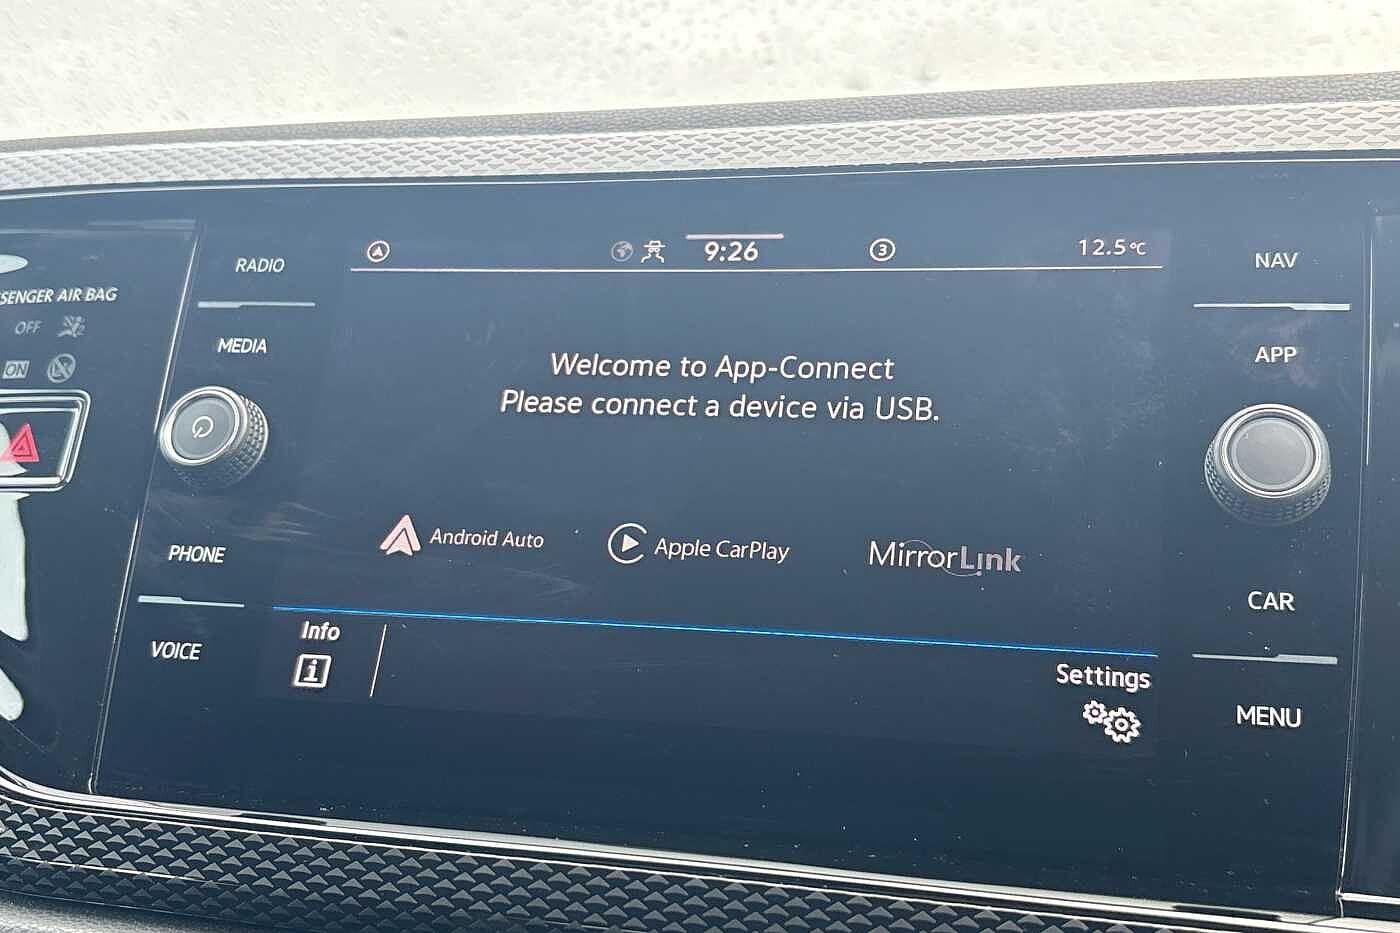 9:26
3
12.5°C
RADIO
NAV
SENGER AIR BAG
OFF
ON
MEDIA
APP
Welcome to App-Connect
Please connect a device via USB.
Android Auto
Apple CarPlay
MirrorLink
PHONE
CAR
VOICE
Info
i
Settings
MENU